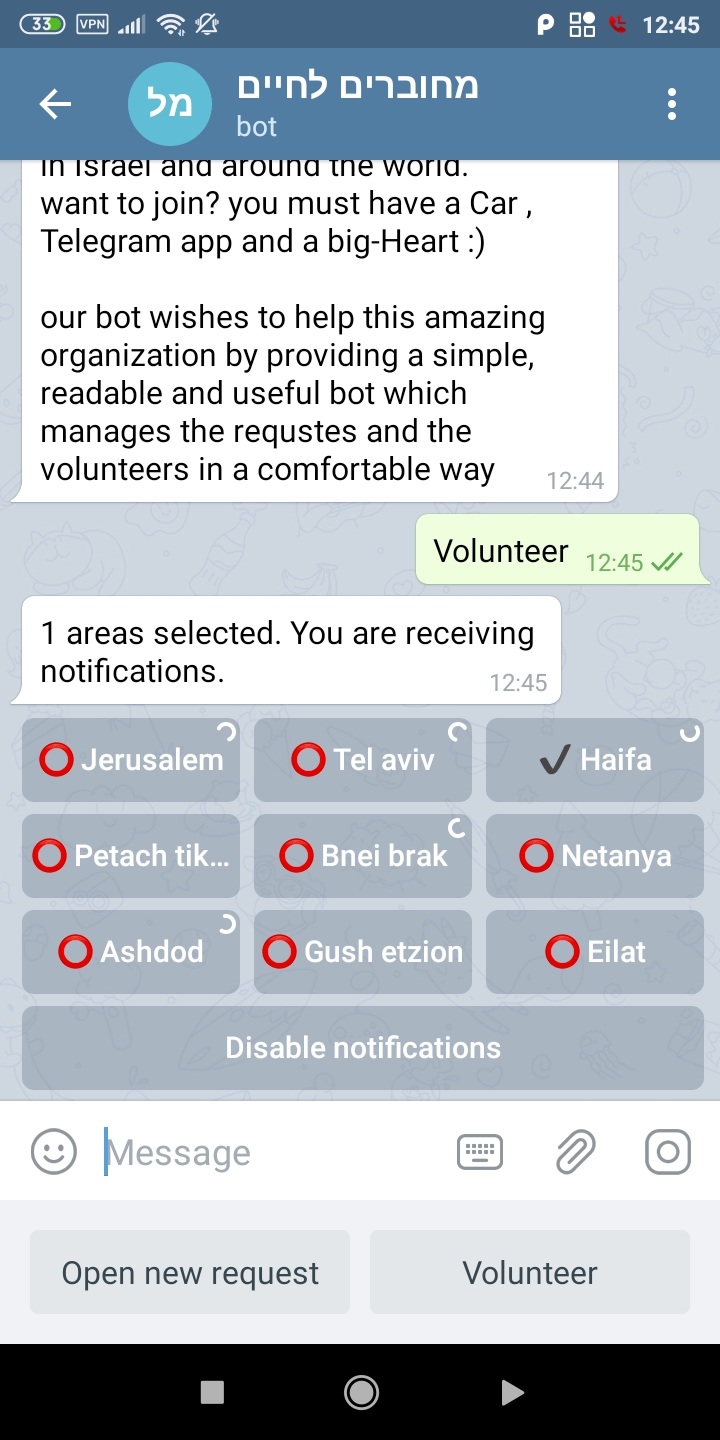 33 VPN 12:45
מחוברים לחיים
מל
bot
in Israel and around the world.
want to join? you must have a Car ,
Telegram app and a big-Heart :)
our bot wishes to help this amazing
organization by providing a simple,
readable and useful bot which
manages the requstes and the
volunteers in a comfortable way 12:44
Volunteer 12:45
1 areas selected. You are receiving
notifications. 12:45
Jerusalem Tel aviv Haifa
Petach tik... Bnei brak Netanya
Ashdod Gush etzion Eilat
Disable notifications
Message
Open new request Volunteer